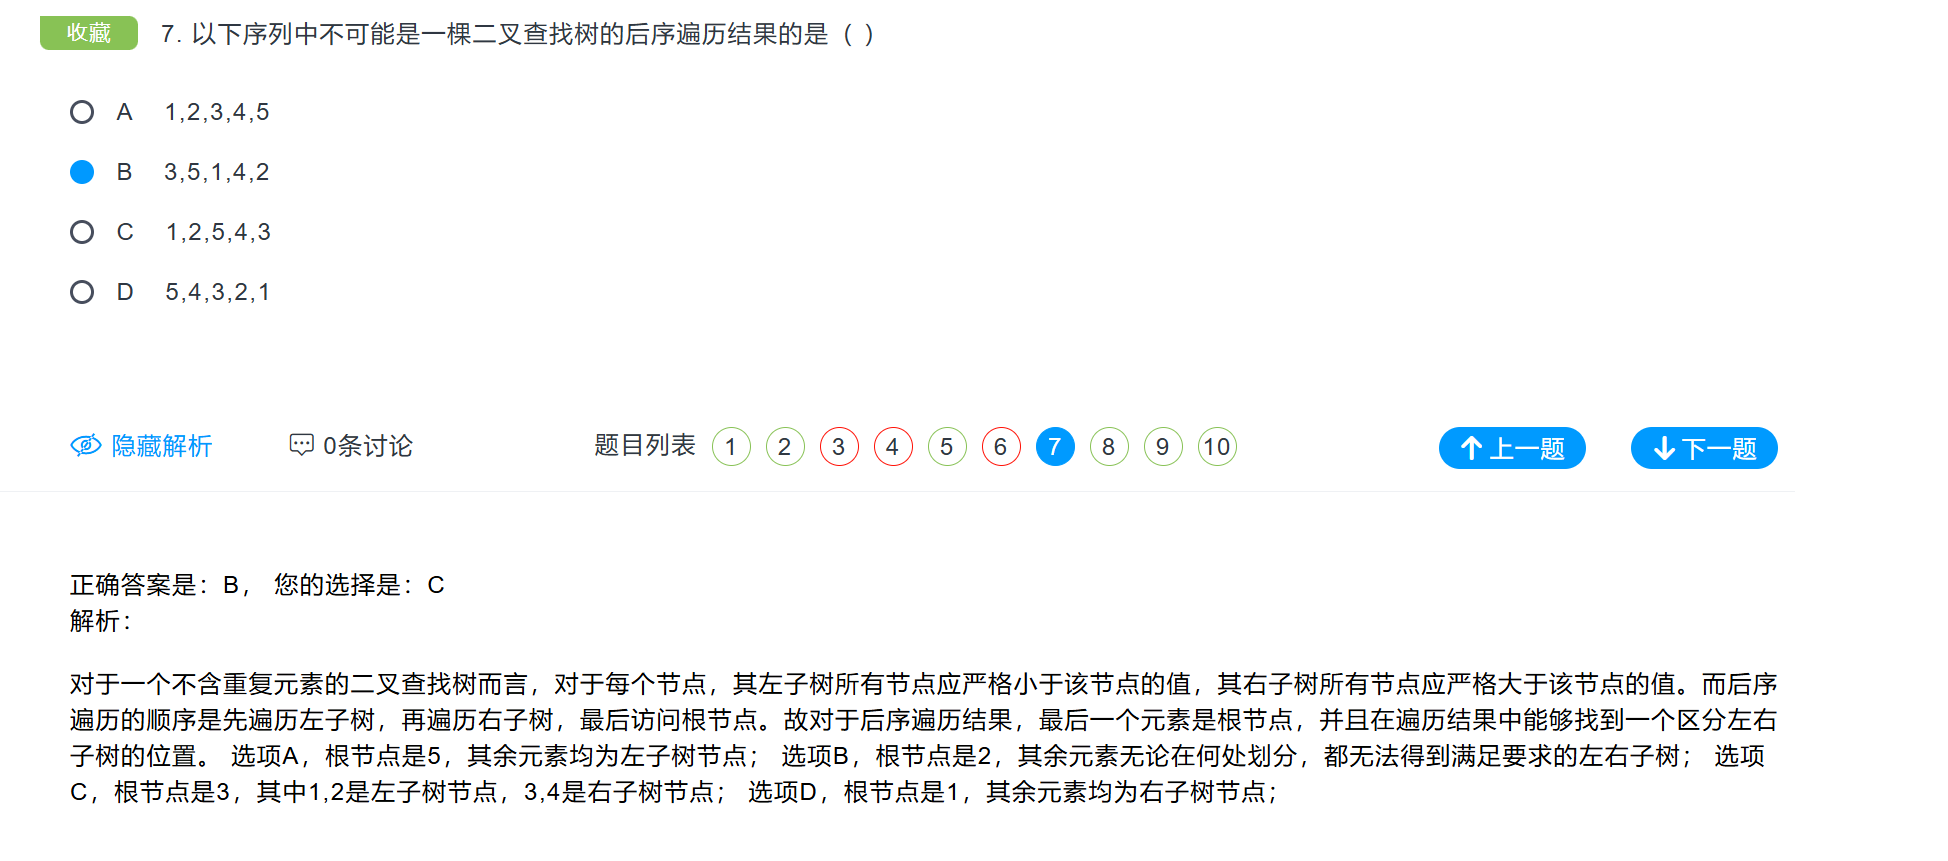 收藏 7. 以下序列中不可能是一棵二叉查找树的后序遍历结果的是（ ）
A 1,2,3,4,5
B 3,5,1,4,2
C 1,2,5,4,3
D 5,4,3,2,1
隐藏解析 0条讨论 题目列表 1 2 3 4 5 6 7 8 9 10 上一题 下一题
正确答案是：B， 您的选择是：C
解析：
对于一个不含重复元素的二叉查找树而言，对于每个节点，其左子树所有节点应严格小于该节点的值，其右子树所有节点应严格大于该节点的值。而后序
遍历的顺序是先遍历左子树，再遍历右子树，最后访问根节点。故对于后序遍历结果，最后一个元素是根节点，并且在遍历结果中能够找到一个区分左右
子树的位置。 选项A，根节点是5，其余元素均为左子树节点； 选项B，根节点是2，其余元素无论在何处划分，都无法得到满足要求的左右子树； 选项
C，根节点是3，其中1,2是左子树节点，3,4是右子树节点； 选项D，根节点是1，其余元素均为右子树节点；